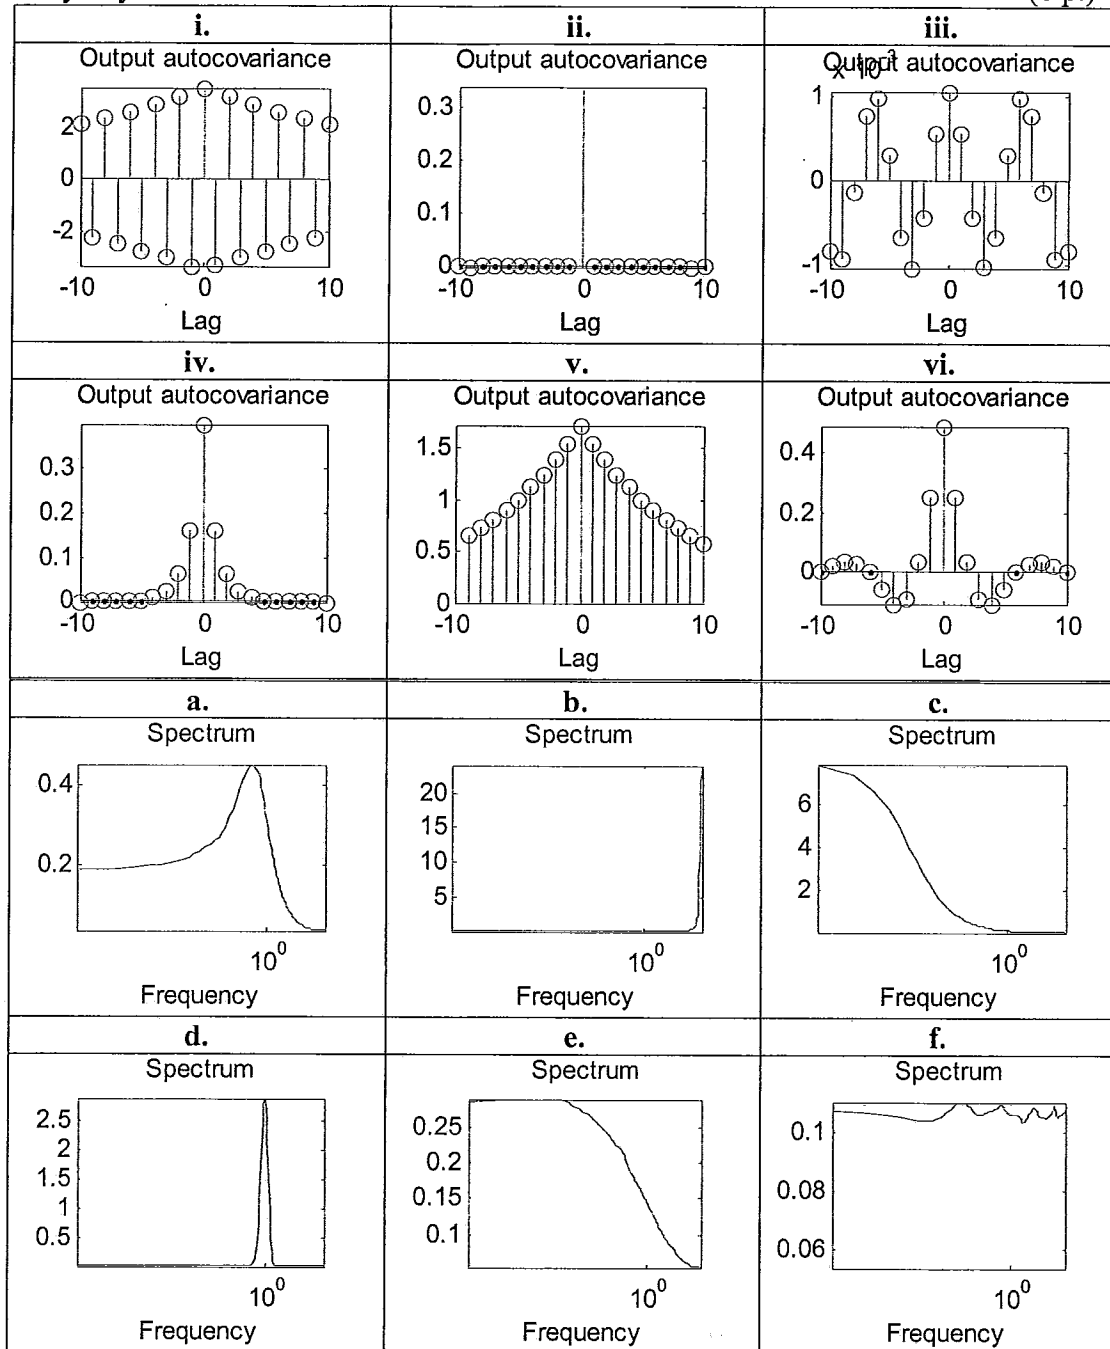 i. ii. iii.
Output autocovariance Output autocovariance Output autocovariance
x 10
2 0 -2
0.3 0.2 0.1 0
1 0 -1
-10 0 10 -10 0 10 -10 0 10
Lag Lag Lag
iv. v. vi.
Output autocovariance Output autocovariance Output autocovariance
0.3 0.2 0.1 0
1.5 1 0.5 0
0.4 0.2 0
-10 0 10 -10 0 10 -10 0 10
Lag Lag Lag
a. b. c.
Spectrum Spectrum Spectrum
0.4 0.2
20 15 10 5
6 4 2
10^0 10^0 10^0
Frequency Frequency Frequency
d. e. f.
Spectrum Spectrum Spectrum
2.5 2 1.5 1 0.5
0.25 0.2 0.15 0.1
0.1 0.08 0.06
10^0 10^0 10^0
Frequency Frequency Frequency